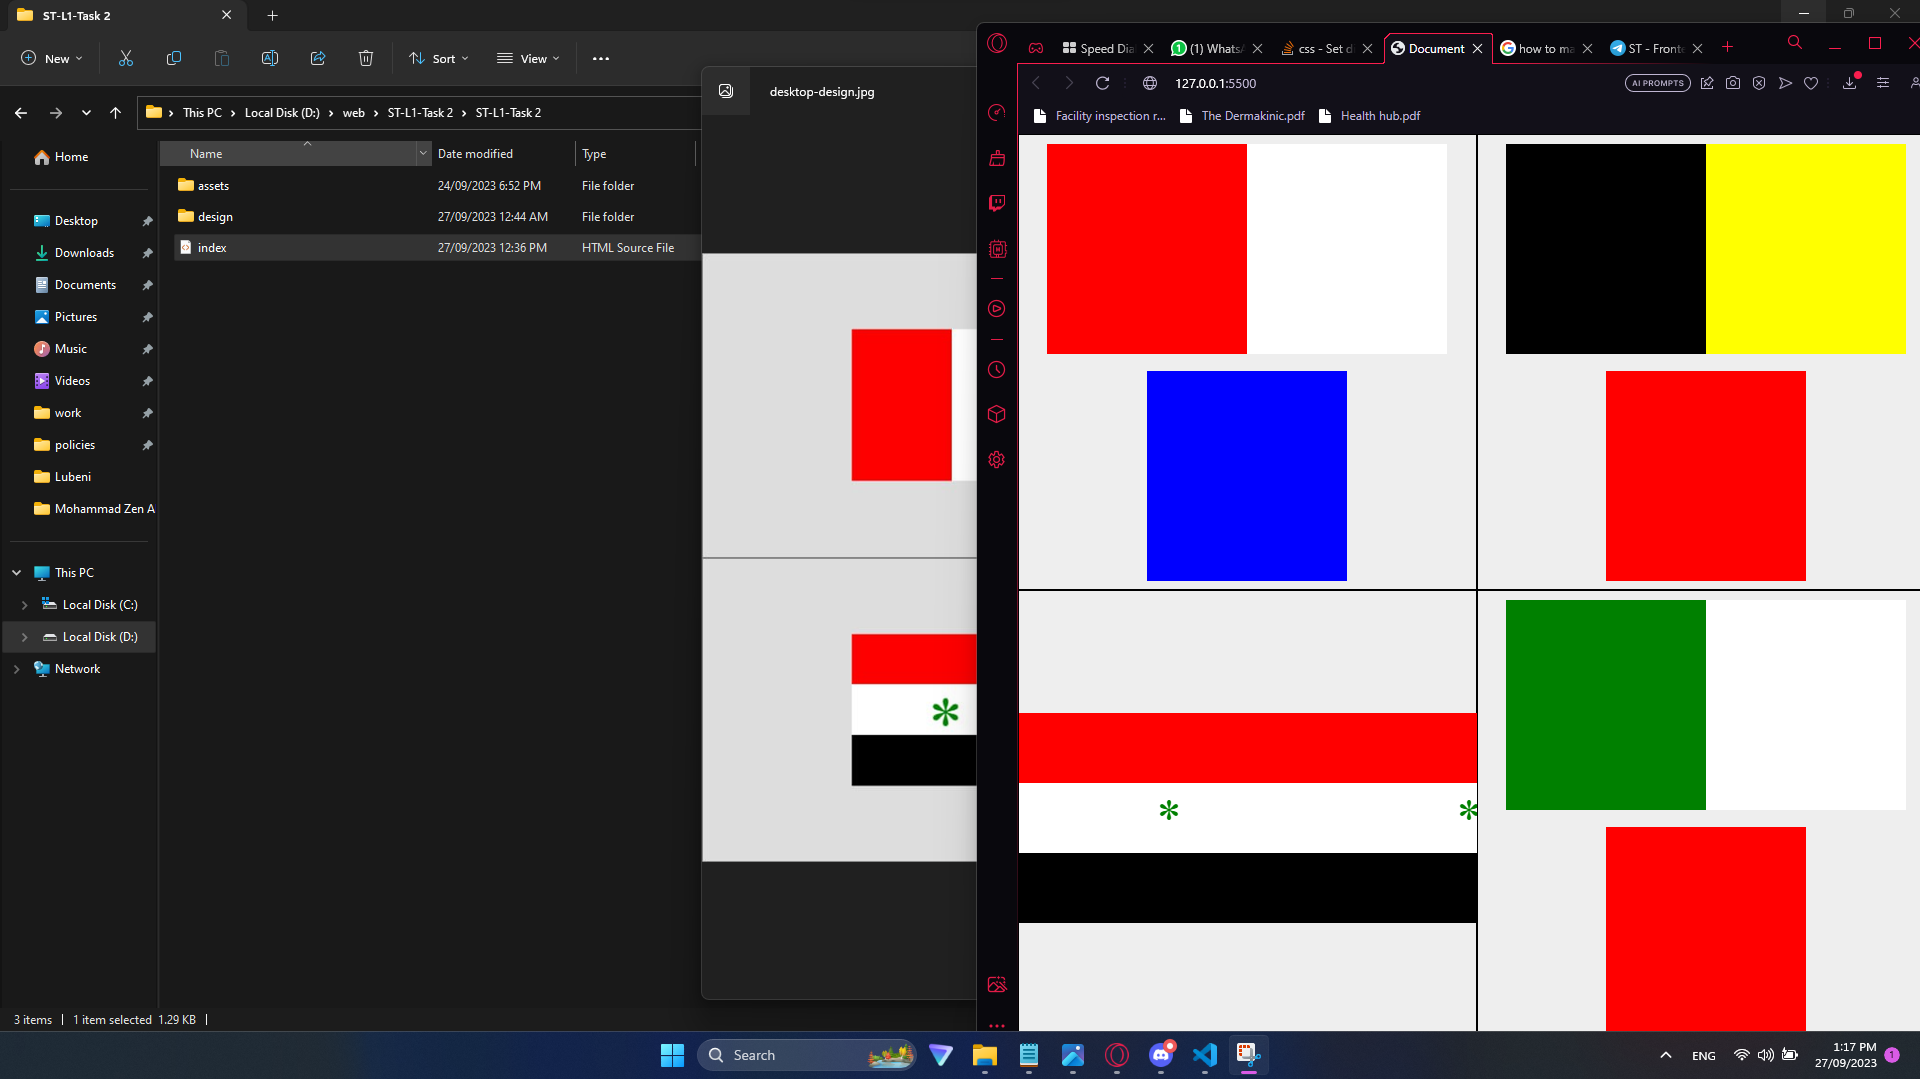 ST-L1-Task 2
New
Sort
View
This PC
Local Disk (D:)
web
ST-L1-Task 2
ST-L1-Task 2
Name
Date modified
Type
assets
24/09/2023 6:52 PM
File folder
design
27/09/2023 12:44 AM
File folder
index
27/09/2023 12:36 PM
HTML Source File
Home
Desktop
Downloads
Documents
Pictures
Music
Videos
work
policies
Lubeni
Mohammad Zen A
This PC
Local Disk (C:)
Local Disk (D:)
Network
3 items
1 item selected 1.29 KB
desktop-design.jpg
*
Speed Dia
(1) Whats
css - Set d
Document
how to ma
ST - Fronte
127.0.0.1:5500
AI PROMPTS
Facility inspection r...
The Dermakinic.pdf
Health hub.pdf
* *
Search
ENG
1:17 PM
27/09/2023
1